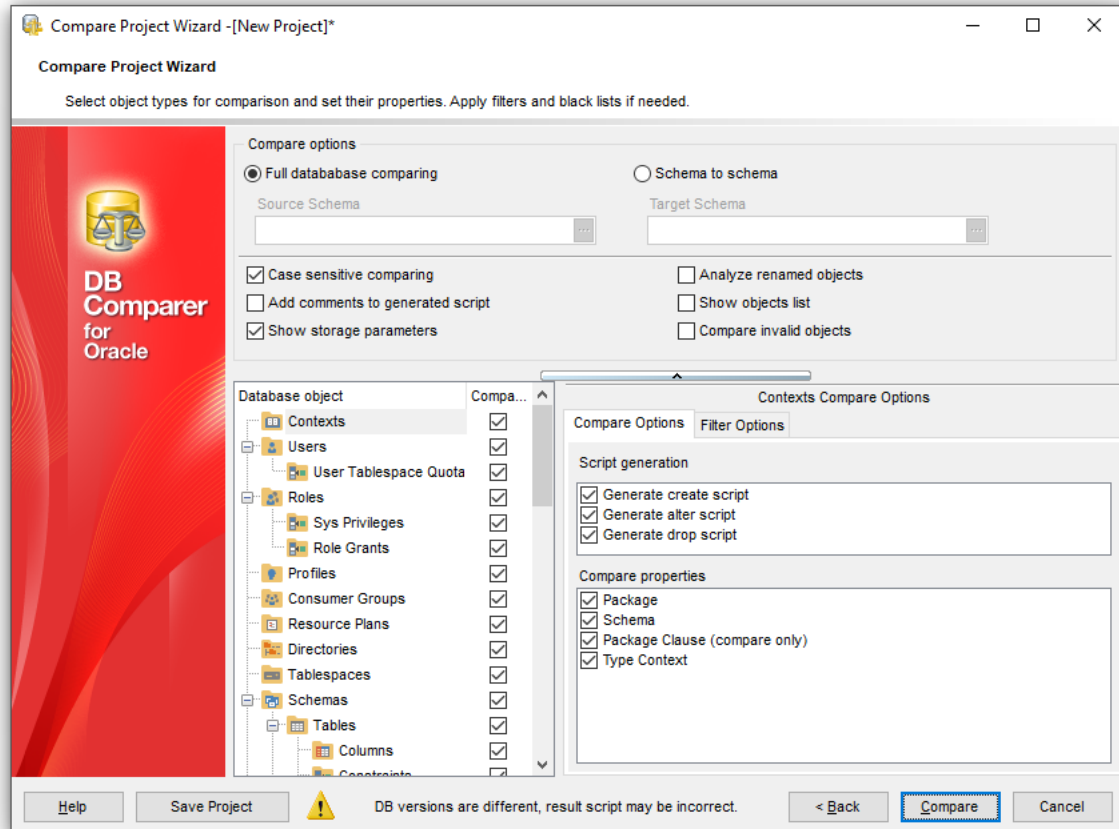 Compare Project Wizard -[New Project]*
Compare Project Wizard
Select object types for comparison and set their properties. Apply filters and black lists if needed.
DB
Comparer
for
Oracle
Compare options
Full datababase comparing
Schema to schema
Source Schema
Target Schema
...
...
Case sensitive comparing
Analyze renamed objects
Add comments to generated script
Show objects list
Show storage parameters
Compare invalid objects
Database object
Compa...
Contexts
Users
User Tablespace Quota
Roles
Sys Privileges
Role Grants
Profiles
Consumer Groups
Resource Plans
Directories
Tablespaces
Schemas
Tables
Columns
Constraints
Contexts Compare Options
Compare Options
Filter Options
Script generation
Generate create script
Generate alter script
Generate drop script
Compare properties
Package
Schema
Package Clause (compare only)
Type Context
Help
Save Project
DB versions are different, result script may be incorrect.
< Back
Compare
Cancel